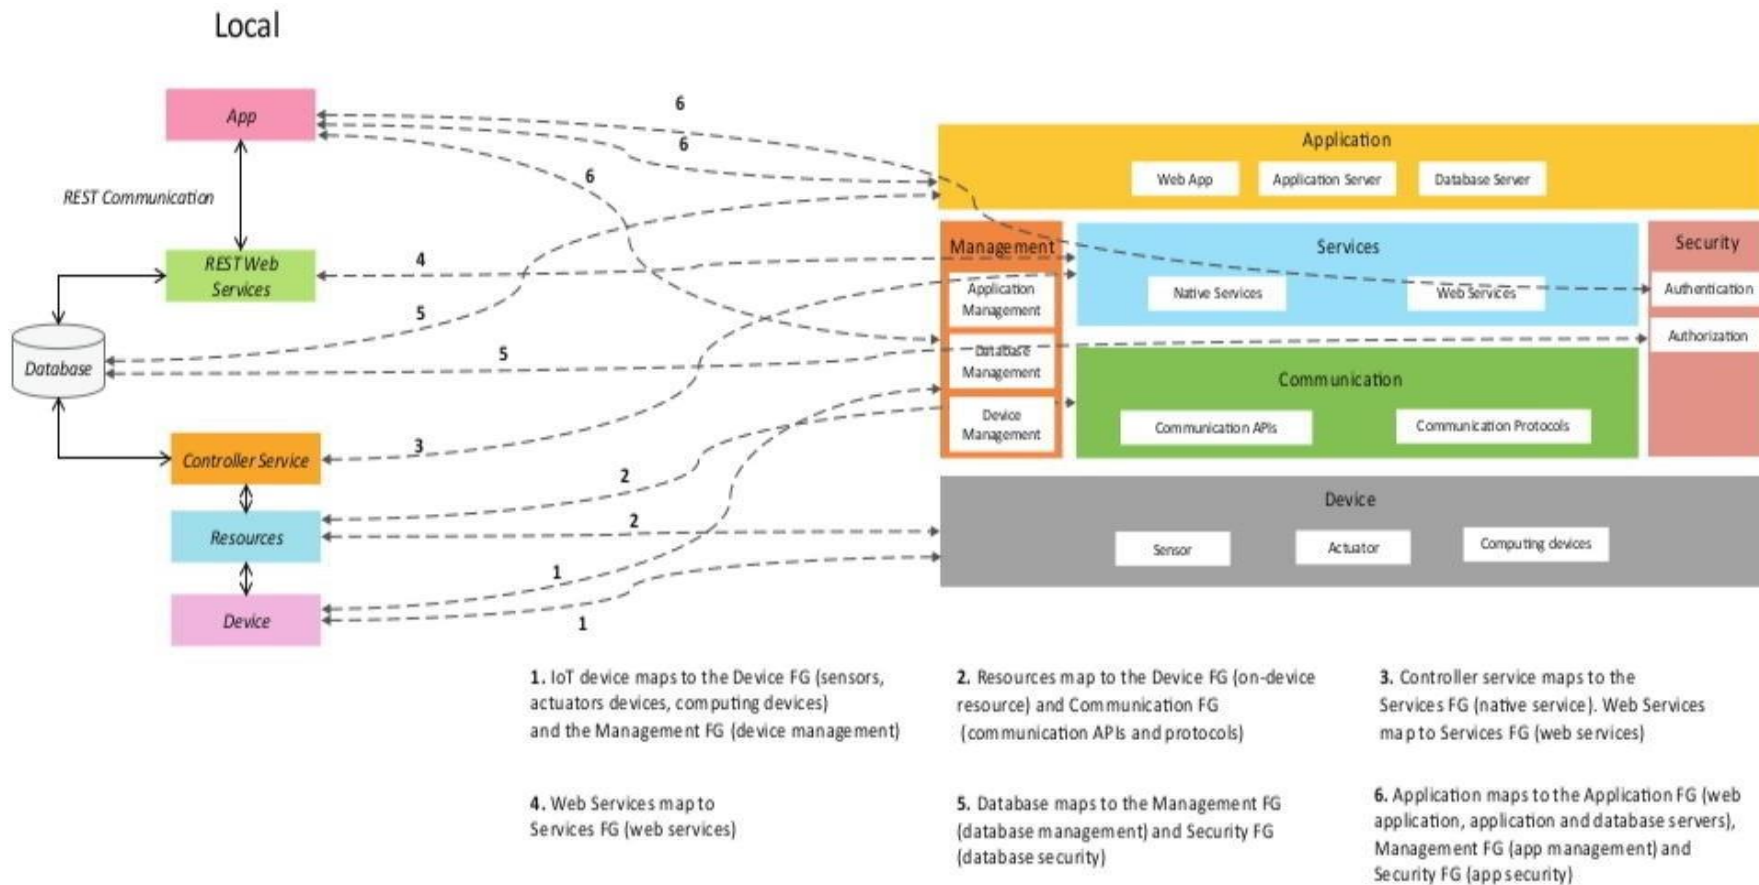 Local
App
REST Communication
REST Web
Services
Database
Controller Service
Resources
Device
6
6
6
4
5
5
3
2
2
1
1
Application
Web App
Application Server
Database Server
Management
Application
Management
Database
Management
Device
Management
Services
Native Services
Web Services
Security
Authentication
Authorization
Communication
Communication APIs
Communication Protocols
Device
Sensor
Actuator
Computing devices
1. IoT device maps to the Device FG (sensors,
actuators devices, computing devices)
and the Management FG (device management)
2. Resources map to the Device FG (on-device
resource) and Communication FG
(communication APIs and protocols)
3. Controller service maps to the
Services FG (native service). Web Services
map to Services FG (web services)
4. Web Services map to
Services FG (web services)
5. Database maps to the Management FG
(database management) and Security FG
(database security)
6. Application maps to the Application FG (web
application, application and database servers),
Management FG (app management) and
Security FG (app security)